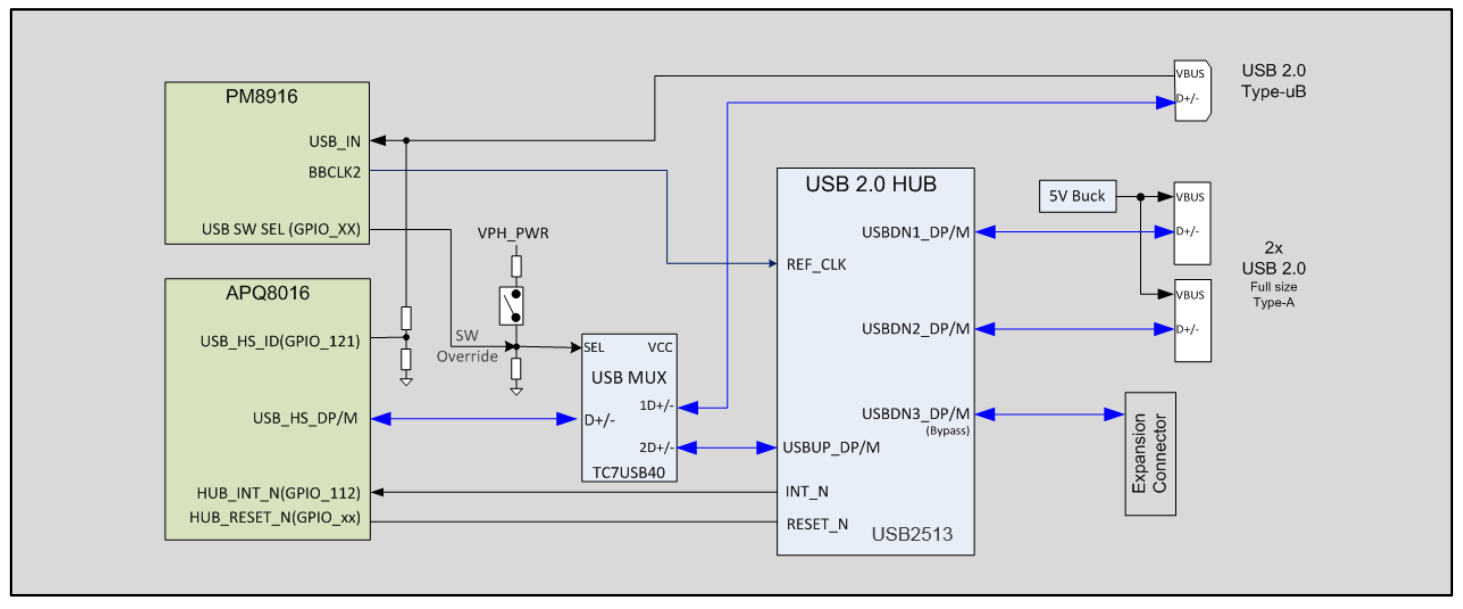 PM8916
USB_IN
BBCLK2
USB SW SEL (GPIO_XX)
APQ8016
USB_HS_ID(GPIO_121)
USB_HS_DP/M
HUB_INT_N(GPIO_112)
HUB_RESET_N(GPIO_xx)
VPH_PWR
SW
Override
SEL
VCC
USB MUX
1D+/-
D+/-
2D+/-
TC7USB40
USB 2.0 HUB
USBDN1_DP/M
REF_CLK
USBDN2_DP/M
USBDN3_DP/M
(Bypass)
USBUP_DP/M
INT_N
RESET_N
USB2513
5V Buck
VBUS
D+/-
USB 2.0
Type-uB
VBUS
D+/-
2x
USB 2.0
Full size
Type-A
VBUS
D+/-
Expansion
Connector